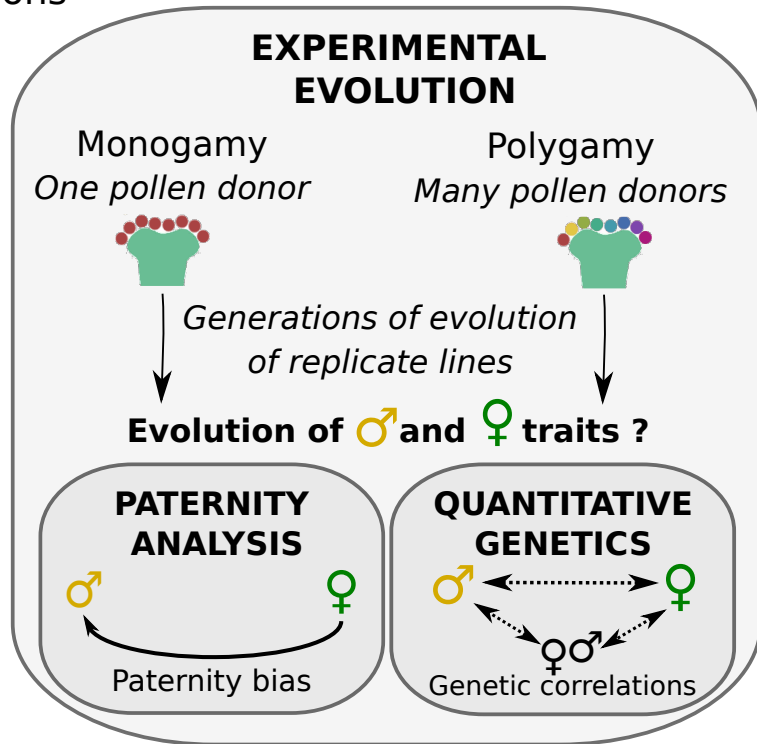 ons
EXPERIMENTAL
EVOLUTION
Monogamy
One pollen donor
Polygamy
Many pollen donors
Generations of evolution
of replicate lines
Evolution of ♂ and ♀ traits ?
PATERNITY
ANALYSIS
♂ ♀
Paternity bias
QUANTITATIVE
GENETICS
♂ ♀
♀♂
Genetic correlations